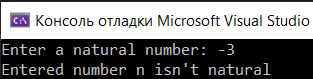 Консоль отладки Microsoft Visual Studio
Enter a natural number: -3
Entered number n isn't natural